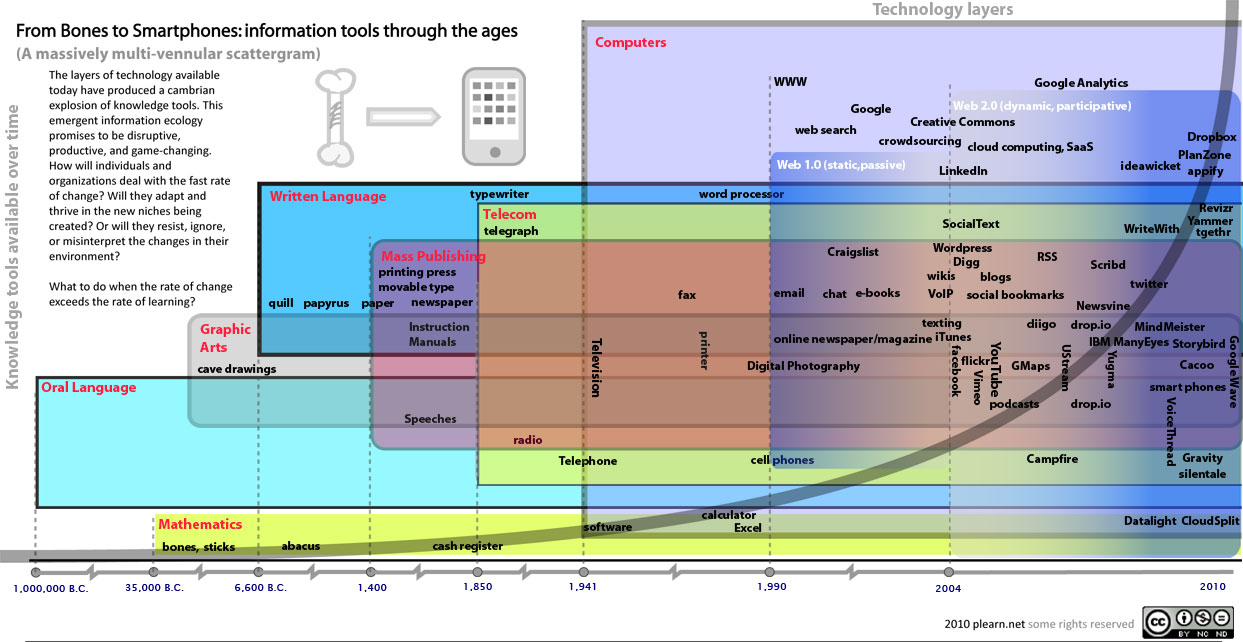 Technology layers
From Bones to Smartphones: information tools through the ages
(A massively multi-vennular scattergram)
Knowledge tools available over time
The layers of technology available
today have produced a cambrian
explosion of knowledge tools. This
emergent information ecology
promises to be disruptive,
productive, and game-changing.
How will individuals and
organizations deal with the fast rate
of change? Will they adapt and
thrive in the new niches being
created? Or will they resist, ignore,
or misinterpret the changes in their
environment?
What to do when the rate of change
exceeds the rate of learning?
Computers
WWW
Google Analytics
Web 2.0 (dynamic, participative)
Google
Creative Commons
web search
crowdsourcing
cloud computing, SaaS
Dropbox
PlanZone
ideawicket
appify
Web 1.0 (static,passive)
LinkedIn
Written Language
typewriter
word processor
Telecom
telegraph
SocialText
Revizr
Yammer
WriteWith
tgethr
Mass Publishing
printing press
movable type
newspaper
quill
papyrus
paper
Craigslist
Wordpress
Digg
RSS
Scribd
wikis
blogs
twitter
fax
email
chat
e-books
VoIP
social bookmarks
Newsvine
Graphic
Arts
Instruction
Manuals
texting
diigo
drop.io
MindMeister
online newspaper/magazine
iTunes
IBM ManyEyes
Storybird
cave drawings
Television
printer
Digital Photography
facebook
flickr
Vimeo
YouTube
GMaps
UStream
Yugma
Cacoo
Google Wave
smart phones
Oral Language
Speeches
podcasts
drop.io
VoiceThread
radio
Telephone
cell phones
Campfire
Gravity
silentale
Mathematics
bones, sticks
abacus
cash register
software
calculator
Excel
Datalight
CloudSplit
1,000,000 B.C.
35,000 B.C.
6,600 B.C.
1,400
1,850
1,941
1,990
2004
2010
2010 plearn.net some rights reserved
cc
BY NC ND